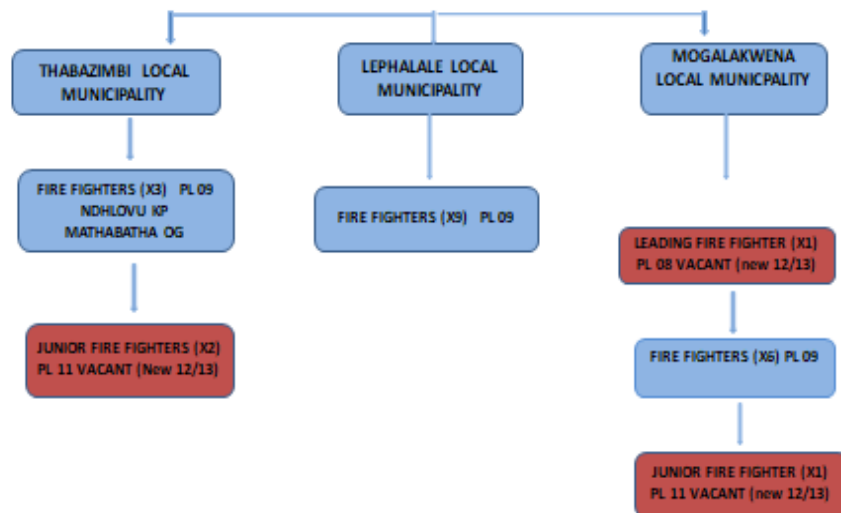 THABAZIMBI LOCAL
MUNICIPALITY
LEPHALALE LOCAL
MUNICIPALITY
MOGALAKWENA
LOCAL MUNICPALITY
FIRE FIGHTERS (X3) PL 09
NDHLOVU KP
MATHABATHA OG
FIRE FIGHTERS (X9) PL 09
LEADING FIRE FIGHTER (X1)
PL 08 VACANT (new 12/13)
JUNIOR FIRE FIGHTERS (X2)
PL 11 VACANT (New 12/13)
FIRE FIGHTERS (X6) PL 09
JUNIOR FIRE FIGHTER (X1)
PL 11 VACANT (new 12/13)